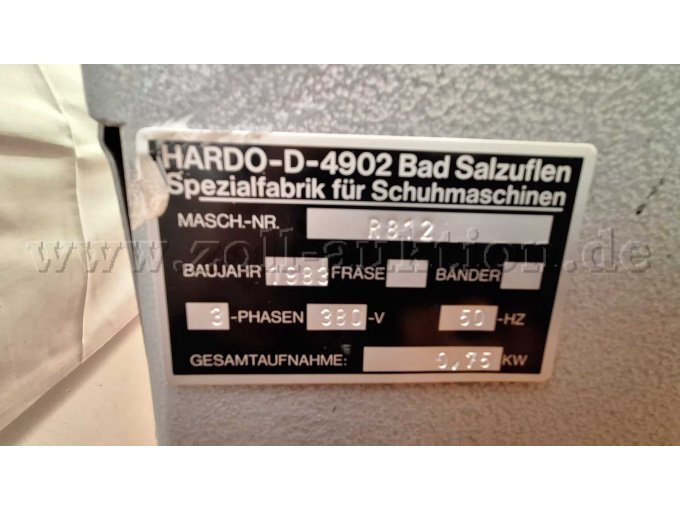 HARDO-D-4902 Bad Salzuflen
Spezialfabrik für Schuhmaschinen
MASCH.-NR. R812
www.zoll-auktion.de
BAUJAHR 1983 FRÄSE BÄNDER
3-PHASEN 380-V 50-HZ
GESAMTAUFNAHME: 0,75 KW